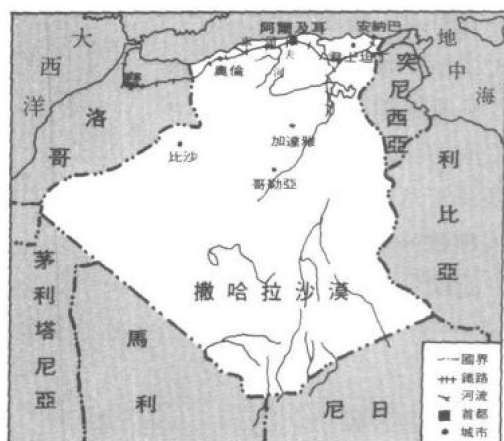 大西洋
地中海
阿爾及耳
安納巴
奧倫
突尼西亞
摩洛哥
比沙
加達雅
哥勒亞
利比亞
撒哈拉沙漠
茅利塔尼亞
馬利
尼日
國界
鐵路
河流
首都
城市